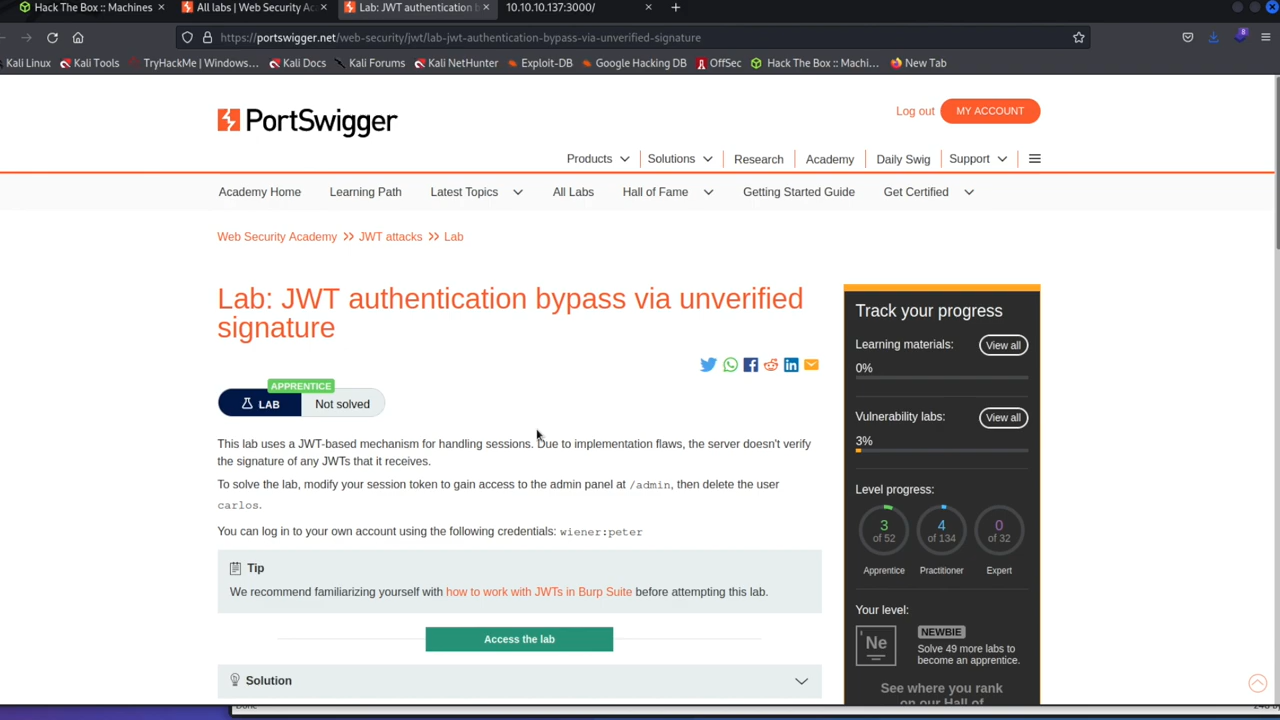 Hack The Box :: Machines
All labs | Web Security Ac
Lab: JWT authentication b
10.10.10.137:3000/
8
https://portswigger.net/web-security/jwt/lab-jwt-authentication-bypass-via-unverified-signature
Kali Linux
Kali Tools
TryHackMe | Windows...
Kali Docs
Kali Forums
Kali NetHunter
Exploit-DB
Google Hacking DB
OffSec
Hack The Box :: Machi...
New Tab
PortSwigger
Log out
MY ACCOUNT
Products
Solutions
Research
Academy
Daily Swig
Support
Academy Home
Learning Path
Latest Topics
All Labs
Hall of Fame
Getting Started Guide
Get Certified
Web Security Academy >> JWT attacks >> Lab
Lab: JWT authentication bypass via unverified
signature
APPRENTICE
LAB
Not solved
This lab uses a JWT-based mechanism for handling sessions. Due to implementation flaws, the server doesn't verify
the signature of any JWTs that it receives.
To solve the lab, modify your session token to gain access to the admin panel at /admin, then delete the user
carlos.
You can log in to your own account using the following credentials: wiener:peter
Tip
We recommend familiarizing yourself with how to work with JWTs in Burp Suite before attempting this lab.
Access the lab
Solution
Track your progress
Learning materials:
View all
0%
Vulnerability labs:
View all
3%
Level progress:
3
of 52
4
of 134
0
of 32
Apprentice
Practitioner
Expert
Your level:
Ne
NEWBIE
Solve 49 more labs to
become an apprentice.
See where you rank
on our Hall of